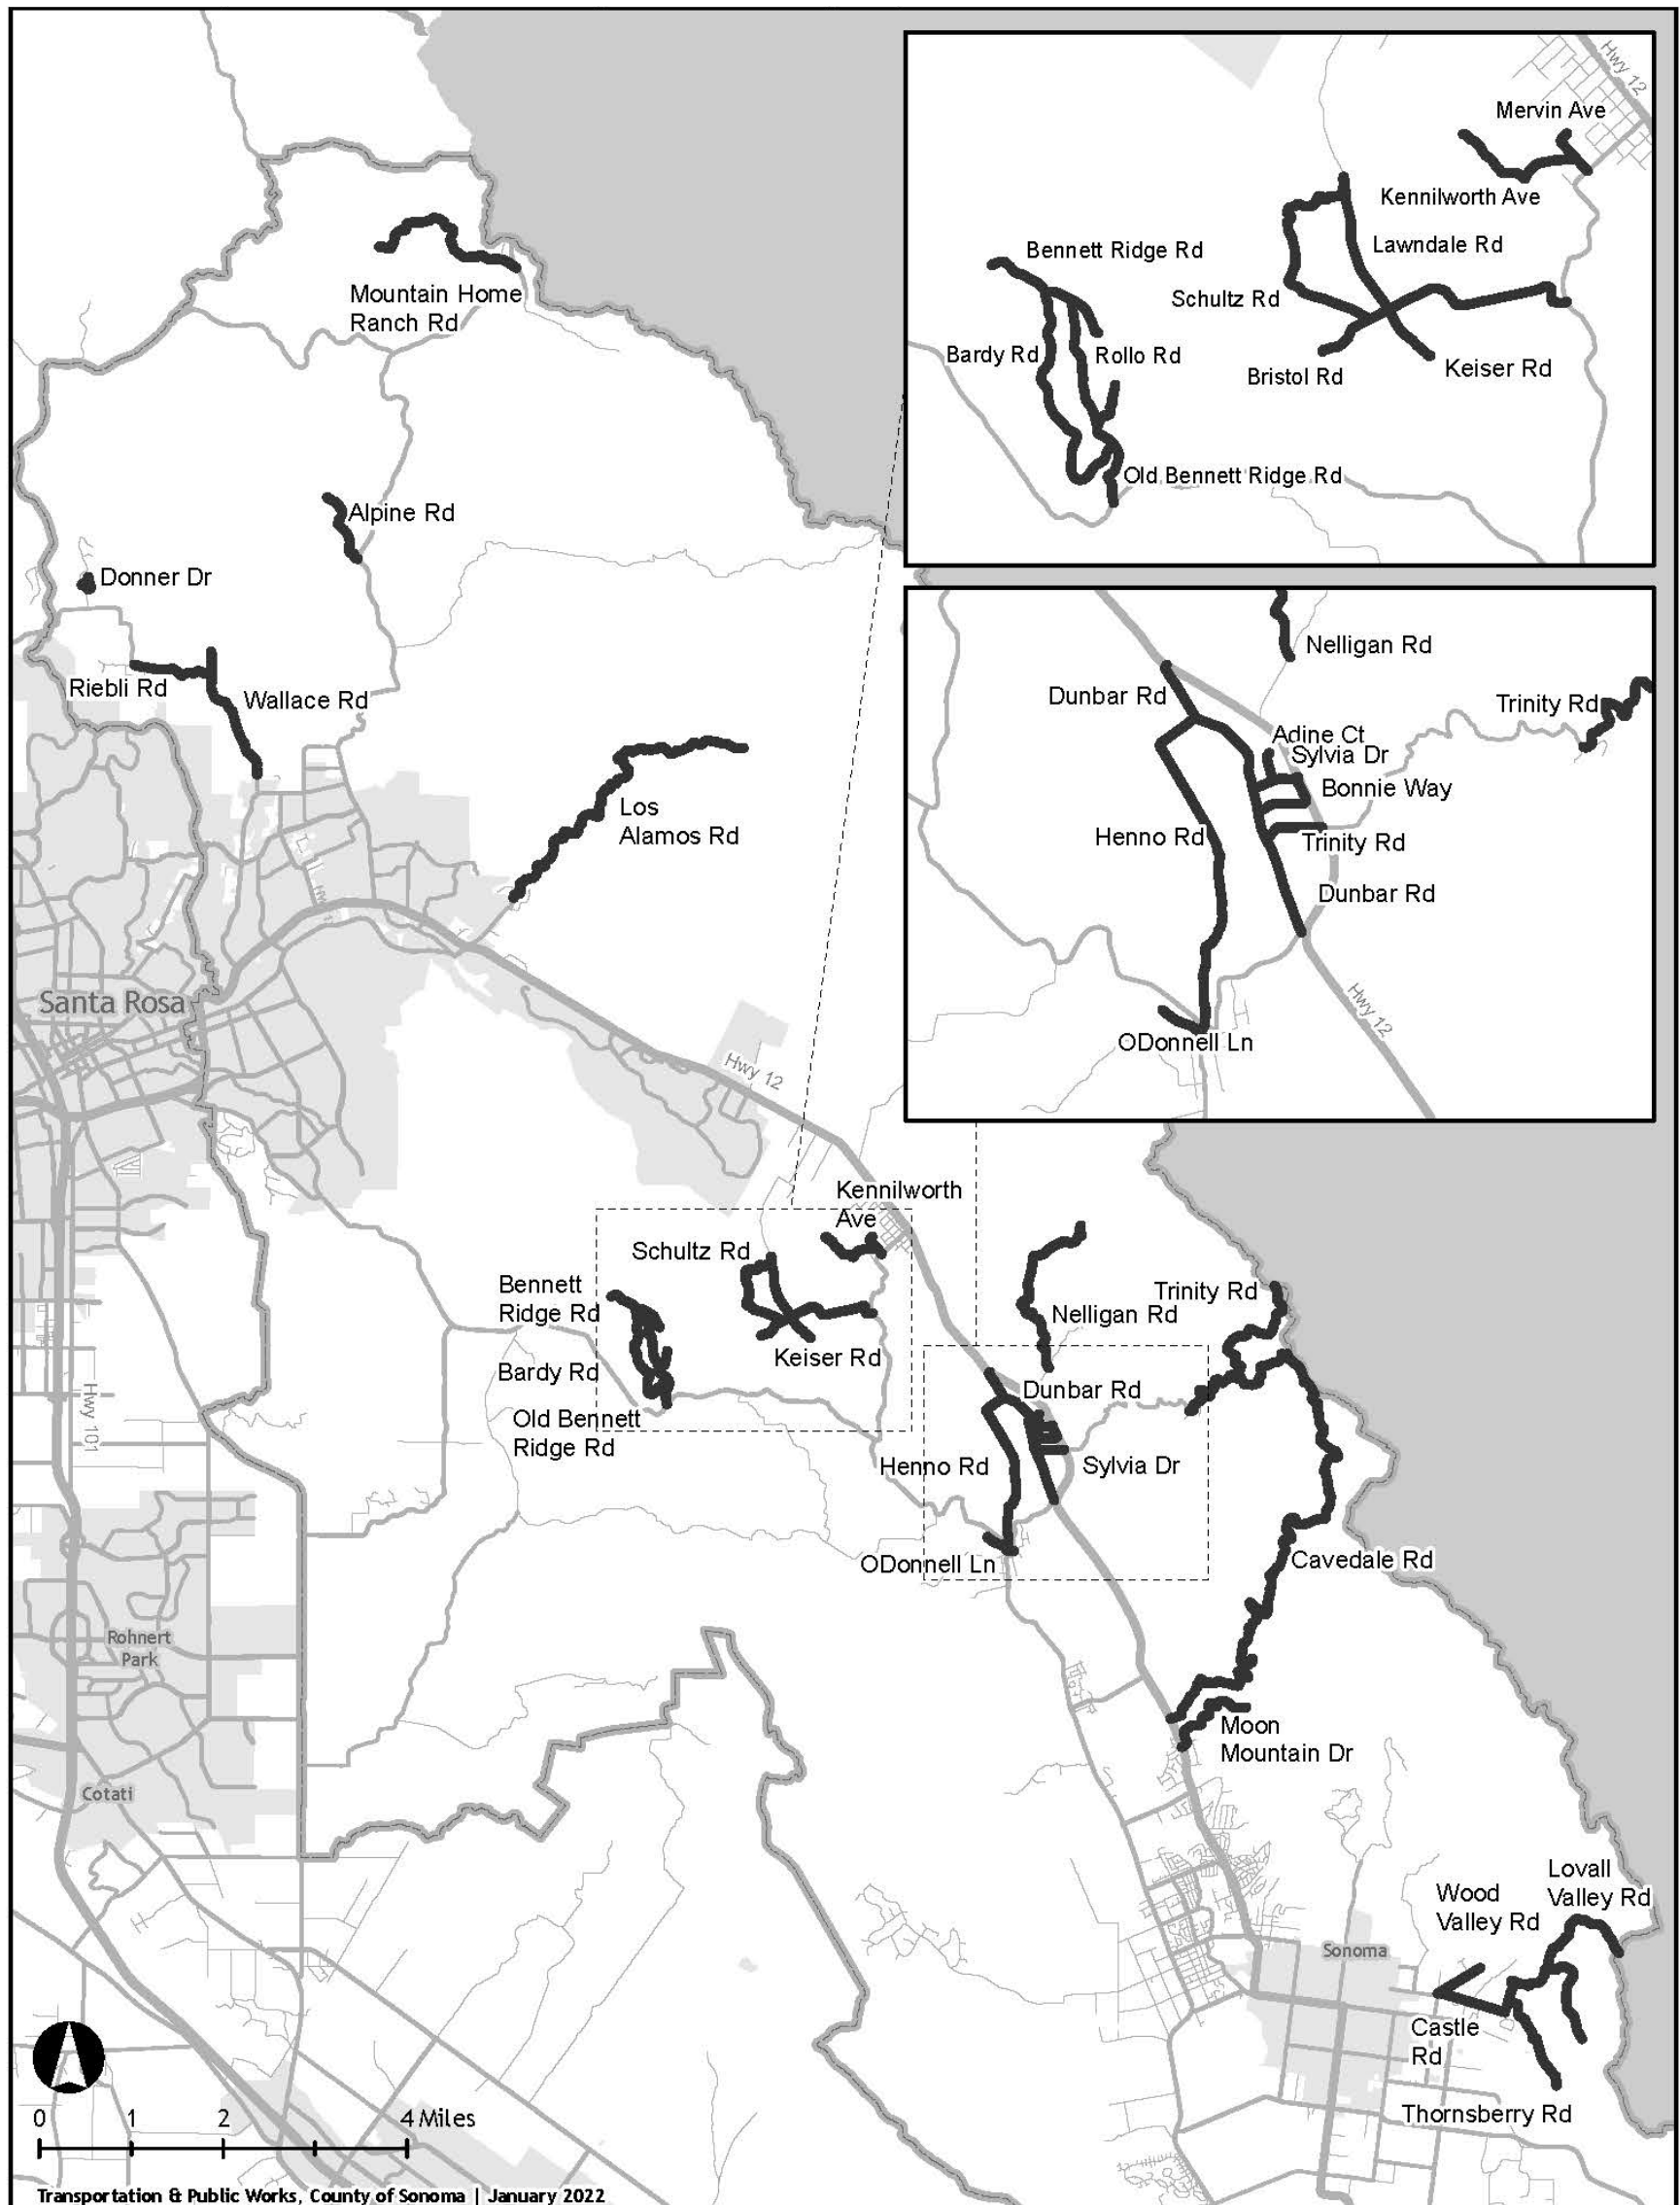 Hwy 12
Mervin Ave
Kennilworth Ave
Lawndale Rd
Bennett Ridge Rd
Schultz Rd
Bardy Rd
Rollo Rd
Bristol Rd
Keiser Rd
Old Bennett Ridge Rd
Mountain Home
Ranch Rd
Alpine Rd
Donner Dr
Riebli Rd
Wallace Rd
Los
Alamos Rd
Nelligan Rd
Dunbar Rd
Trinity Rd
Adine Ct
Sylvia Dr
Bonnie Way
Henno Rd
Trinity Rd
Dunbar Rd
Hwy 12
ODonnell Ln
Santa Rosa
Hwy 12
Kennilworth
Ave
Schultz Rd
Bennett
Ridge Rd
Trinity Rd
Nelligan Rd
Keiser Rd
Bardy Rd
Dunbar Rd
Old Bennett
Ridge Rd
Hwy 101
Henno Rd
Sylvia Dr
ODonnell Ln
Cavedale Rd
Rohnert
Park
Moon
Mountain Dr
Cotati
Lovall
Valley Rd
Wood
Valley Rd
Sonoma
Castle
Rd
Thornsberry Rd
0 1 2 4 Miles
Transportation & Public Works, County of Sonoma | January 2022